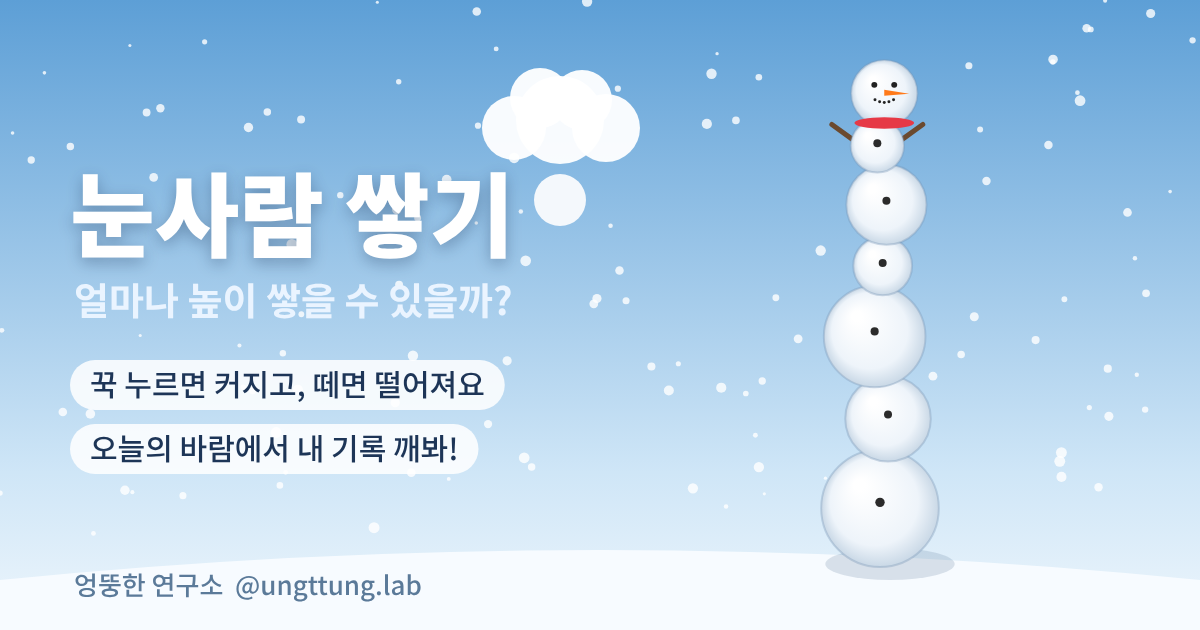 눈사람 쌓기
얼마나 높이 쌓을 수 있을까?
꾹 누르면 커지고, 떼면 떨어져요
오늘의 바람에서 내 기록 깨봐!
엉뚱한 연구소 @ungttung.lab